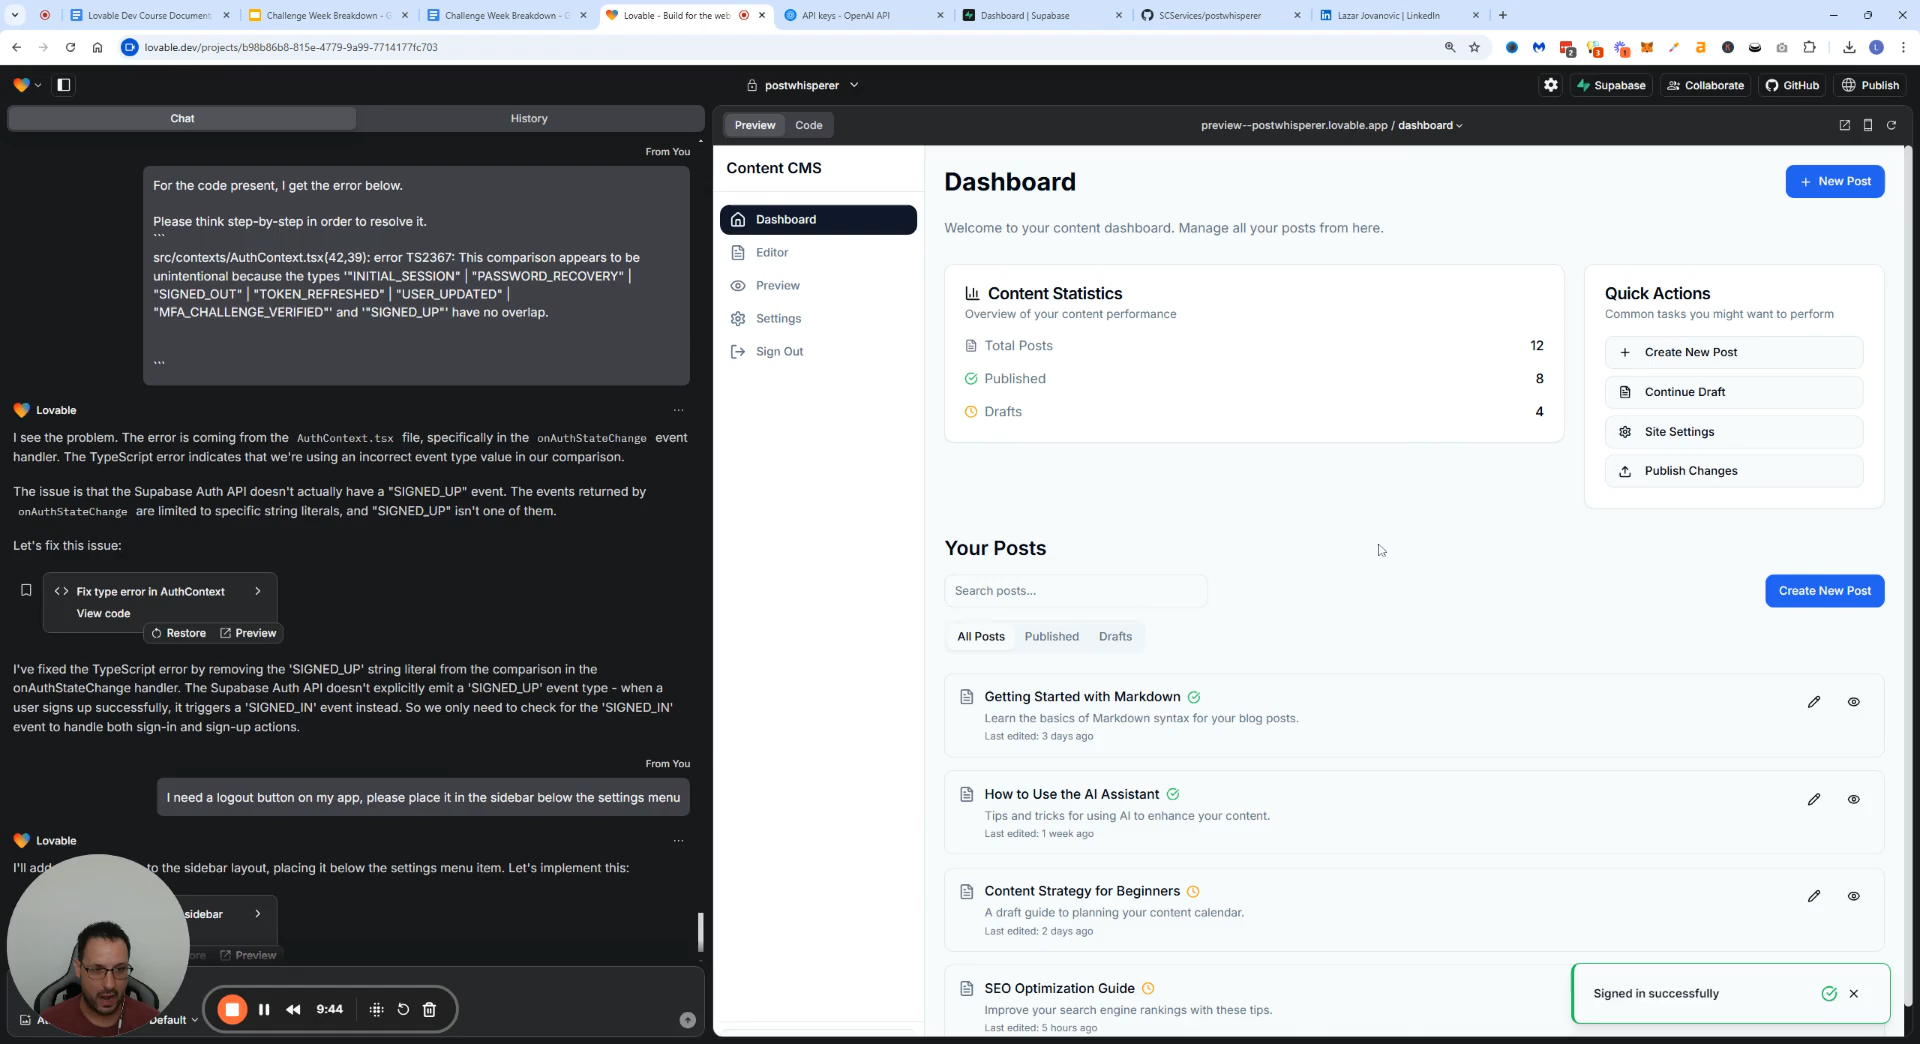 Lovable Dev Course Document
Challenge Week Breakdown - G
Challenge Week Breakdown - G
Lovable - Build for the web
API keys - OpenAI API
Dashboard | Supabase
SCServices/postwhisperer
Lazar Jovanovic | LinkedIn
lovable.dev/projects/b98b86b8-815e-4779-9a99-7714177fc703
postwhisperer
Supabase
Collaborate
GitHub
Publish
Chat
History
Preview
Code
preview--postwhisperer.lovable.app / dashboard
From You
For the code present, I get the error below.
Please think step-by-step in order to resolve it.
```
src/contexts/AuthContext.tsx(42,39): error TS2367: This comparison appears to be
unintentional because the types '"INITIAL_SESSION" | "PASSWORD_RECOVERY" |
"SIGNED_OUT" | "TOKEN_REFRESHED" | "USER_UPDATED" |
"MFA_CHALLENGE_VERIFIED"' and '"SIGNED_UP"' have no overlap.
```
Lovable
I see the problem. The error is coming from the AuthContext.tsx file, specifically in the onAuthStateChange event
handler. The TypeScript error indicates that we're using an incorrect event type value in our comparison.
The issue is that the Supabase Auth API doesn't actually have a "SIGNED_UP" event. The events returned by
onAuthStateChange are limited to specific string literals, and "SIGNED_UP" isn't one of them.
Let's fix this issue:
Fix type error in AuthContext
View code
Restore
Preview
I've fixed the TypeScript error by removing the 'SIGNED_UP' string literal from the comparison in the
onAuthStateChange handler. The Supabase Auth API doesn't explicitly emit a 'SIGNED_UP' event type - when a
user signs up successfully, it triggers a 'SIGNED_IN' event instead. So we only need to check for the 'SIGNED_IN'
event to handle both sign-in and sign-up actions.
From You
I need a logout button on my app, please place it in the sidebar below the settings menu
Lovable
I'll add to the sidebar layout, placing it below the settings menu item. Let's implement this:
sidebar
Preview
9:44
Default
Content CMS
Dashboard
Editor
Preview
Settings
Sign Out
Dashboard
New Post
Welcome to your content dashboard. Manage all your posts from here.
Content Statistics
Overview of your content performance
Total Posts 12
Published 8
Drafts 4
Quick Actions
Common tasks you might want to perform
Create New Post
Continue Draft
Site Settings
Publish Changes
Your Posts
Search posts...
Create New Post
All Posts
Published
Drafts
Getting Started with Markdown
Learn the basics of Markdown syntax for your blog posts.
Last edited: 3 days ago
How to Use the AI Assistant
Tips and tricks for using AI to enhance your content.
Last edited: 1 week ago
Content Strategy for Beginners
A draft guide to planning your content calendar.
Last edited: 2 days ago
SEO Optimization Guide
Improve your search engine rankings with these tips.
Last edited: 5 hours ago
Signed in successfully